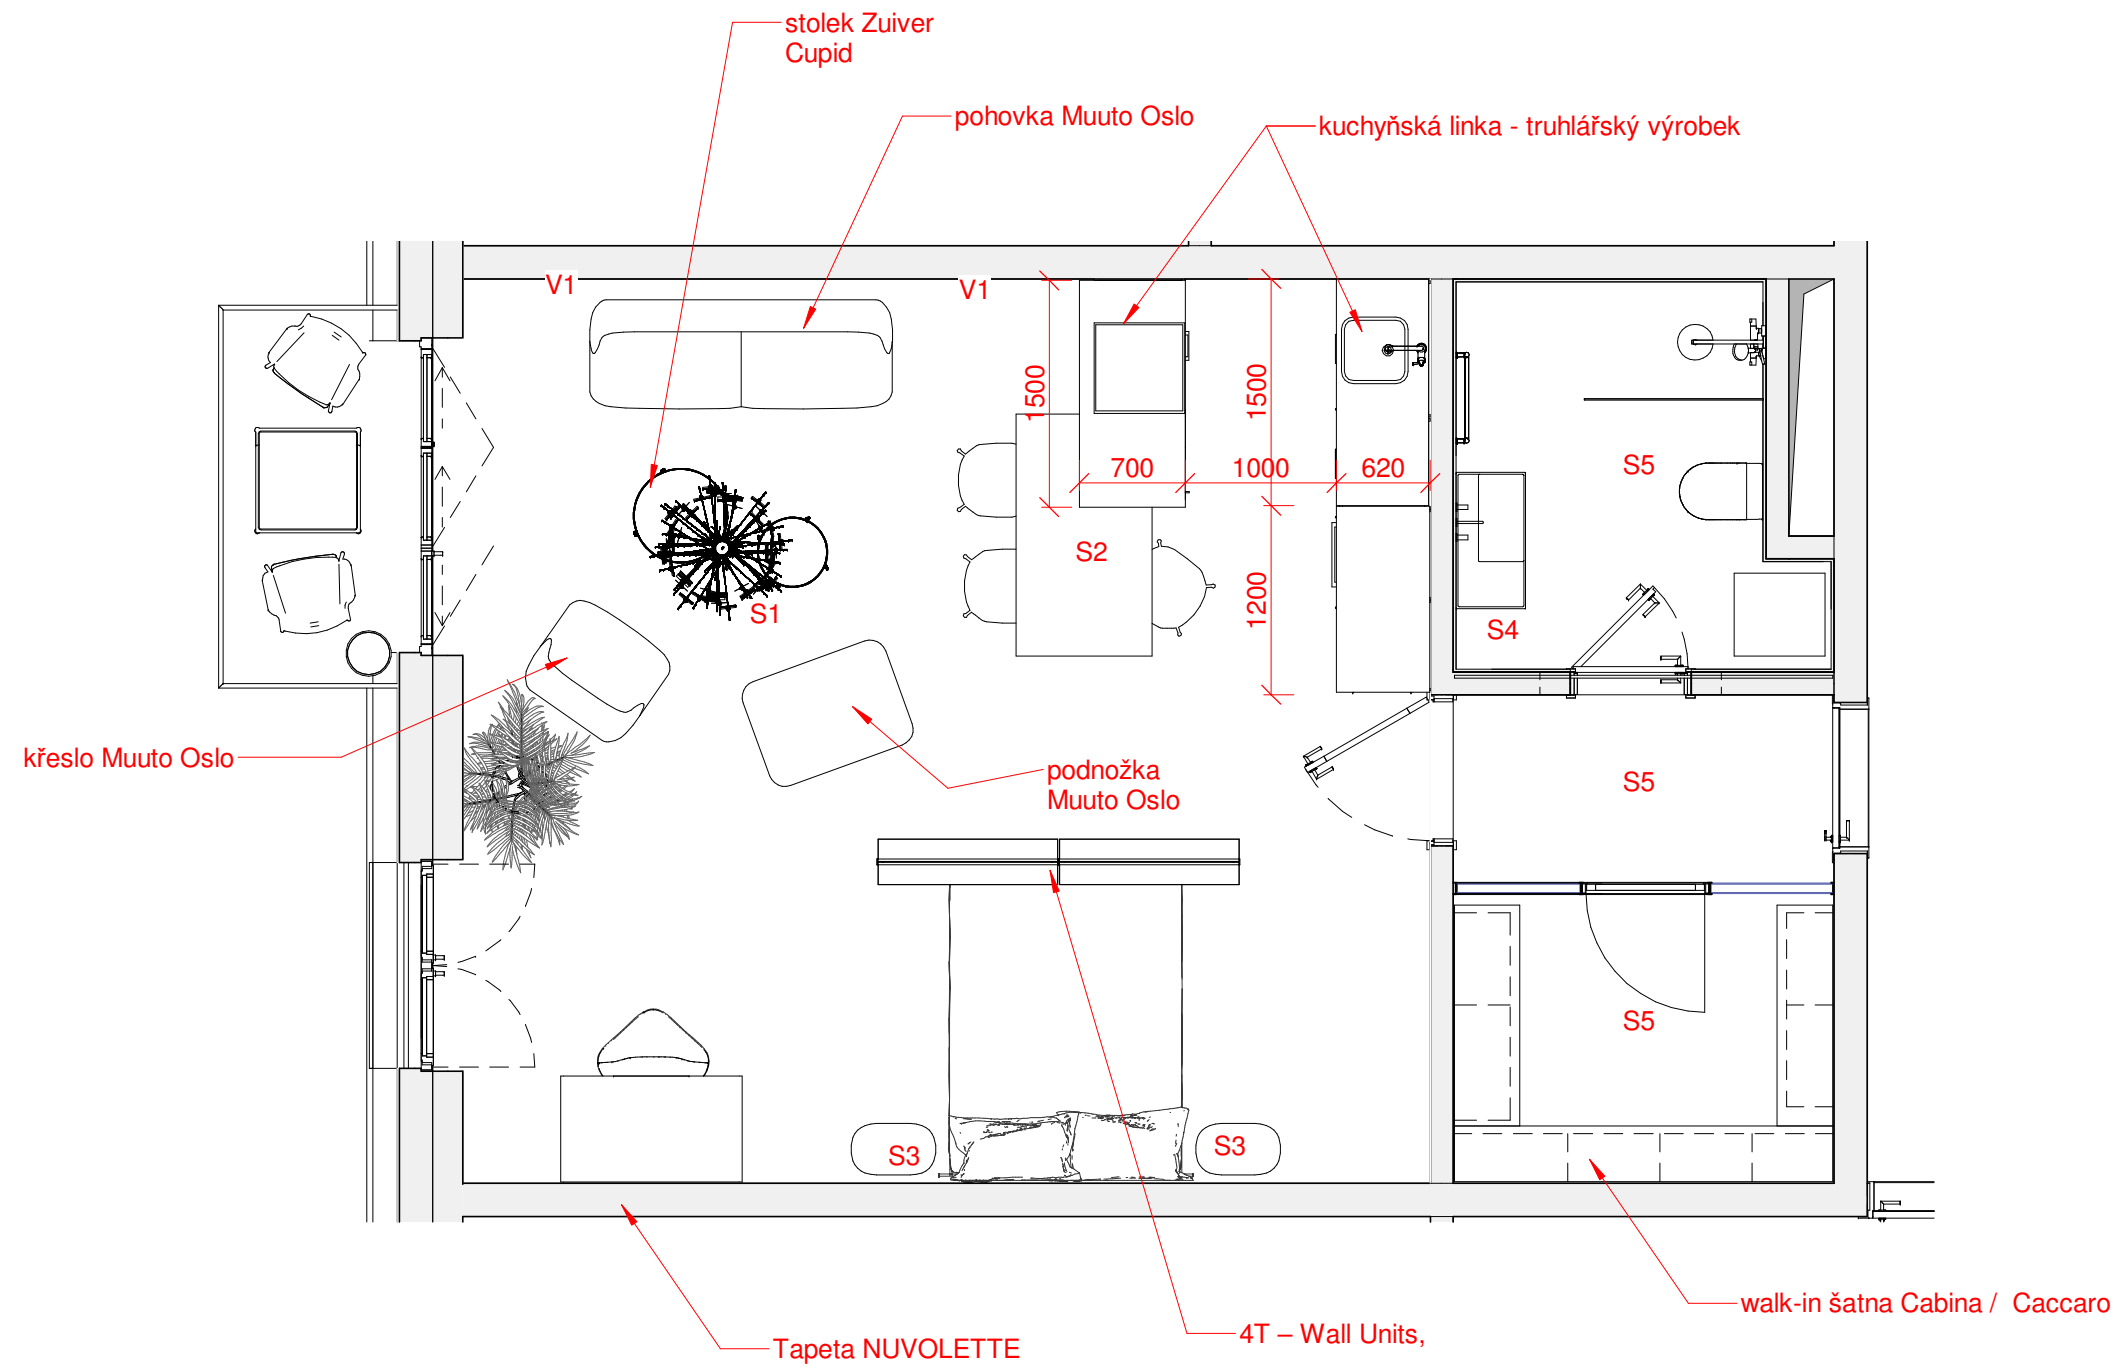 stolek Zuiver
Cupid
pohovka Muuto Oslo
kuchyňská linka - truhlářský výrobek
V1
V1
1500
1500
700
1000
620
S5
S2
1200
S1
S4
křeslo Muuto Oslo
podnožka
Muuto Oslo
S5
S5
S3
S3
walk-in šatna Cabina / Caccaro
4T – Wall Units,
Tapeta NUVOLETTE